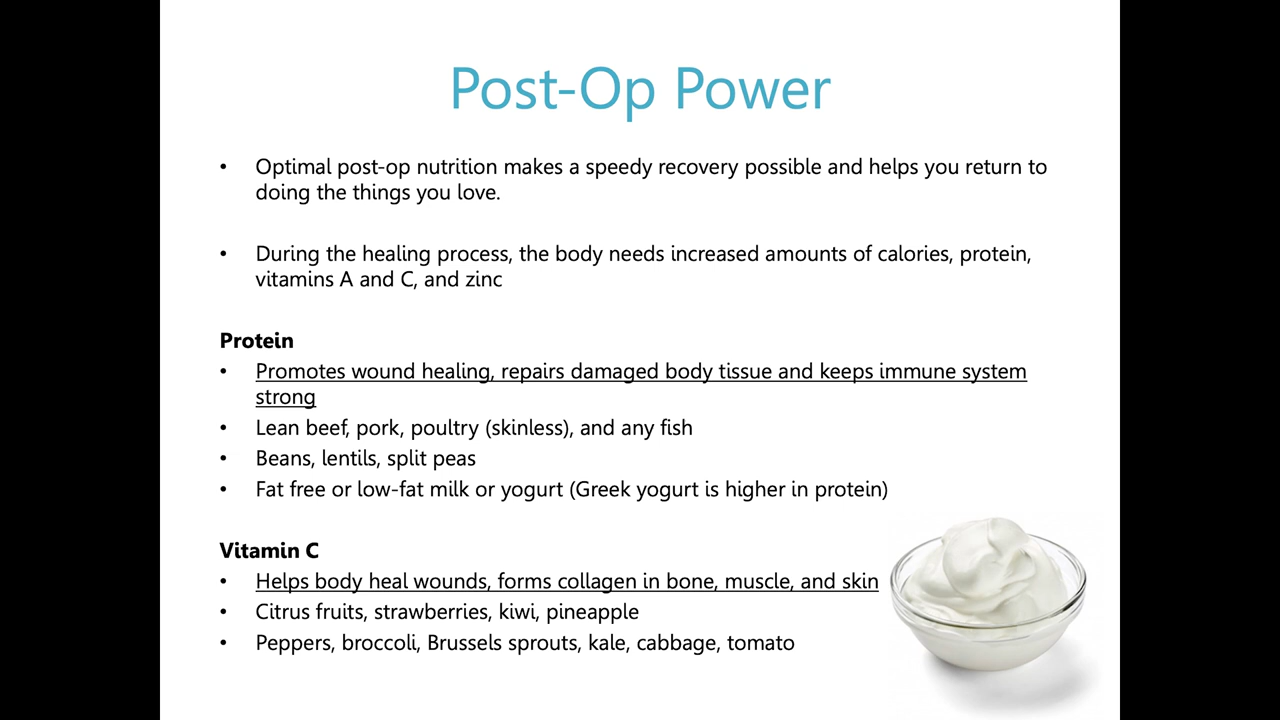 Post-Op Power
• Optimal post-op nutrition makes a speedy recovery possible and helps you return to
doing the things you love.
• During the healing process, the body needs increased amounts of calories, protein,
vitamins A and C, and zinc
Protein
• Promotes wound healing, repairs damaged body tissue and keeps immune system
strong
• Lean beef, pork, poultry (skinless), and any fish
• Beans, lentils, split peas
• Fat free or low-fat milk or yogurt (Greek yogurt is higher in protein)
Vitamin C
• Helps body heal wounds, forms collagen in bone, muscle, and skin
• Citrus fruits, strawberries, kiwi, pineapple
• Peppers, broccoli, Brussels sprouts, kale, cabbage, tomato